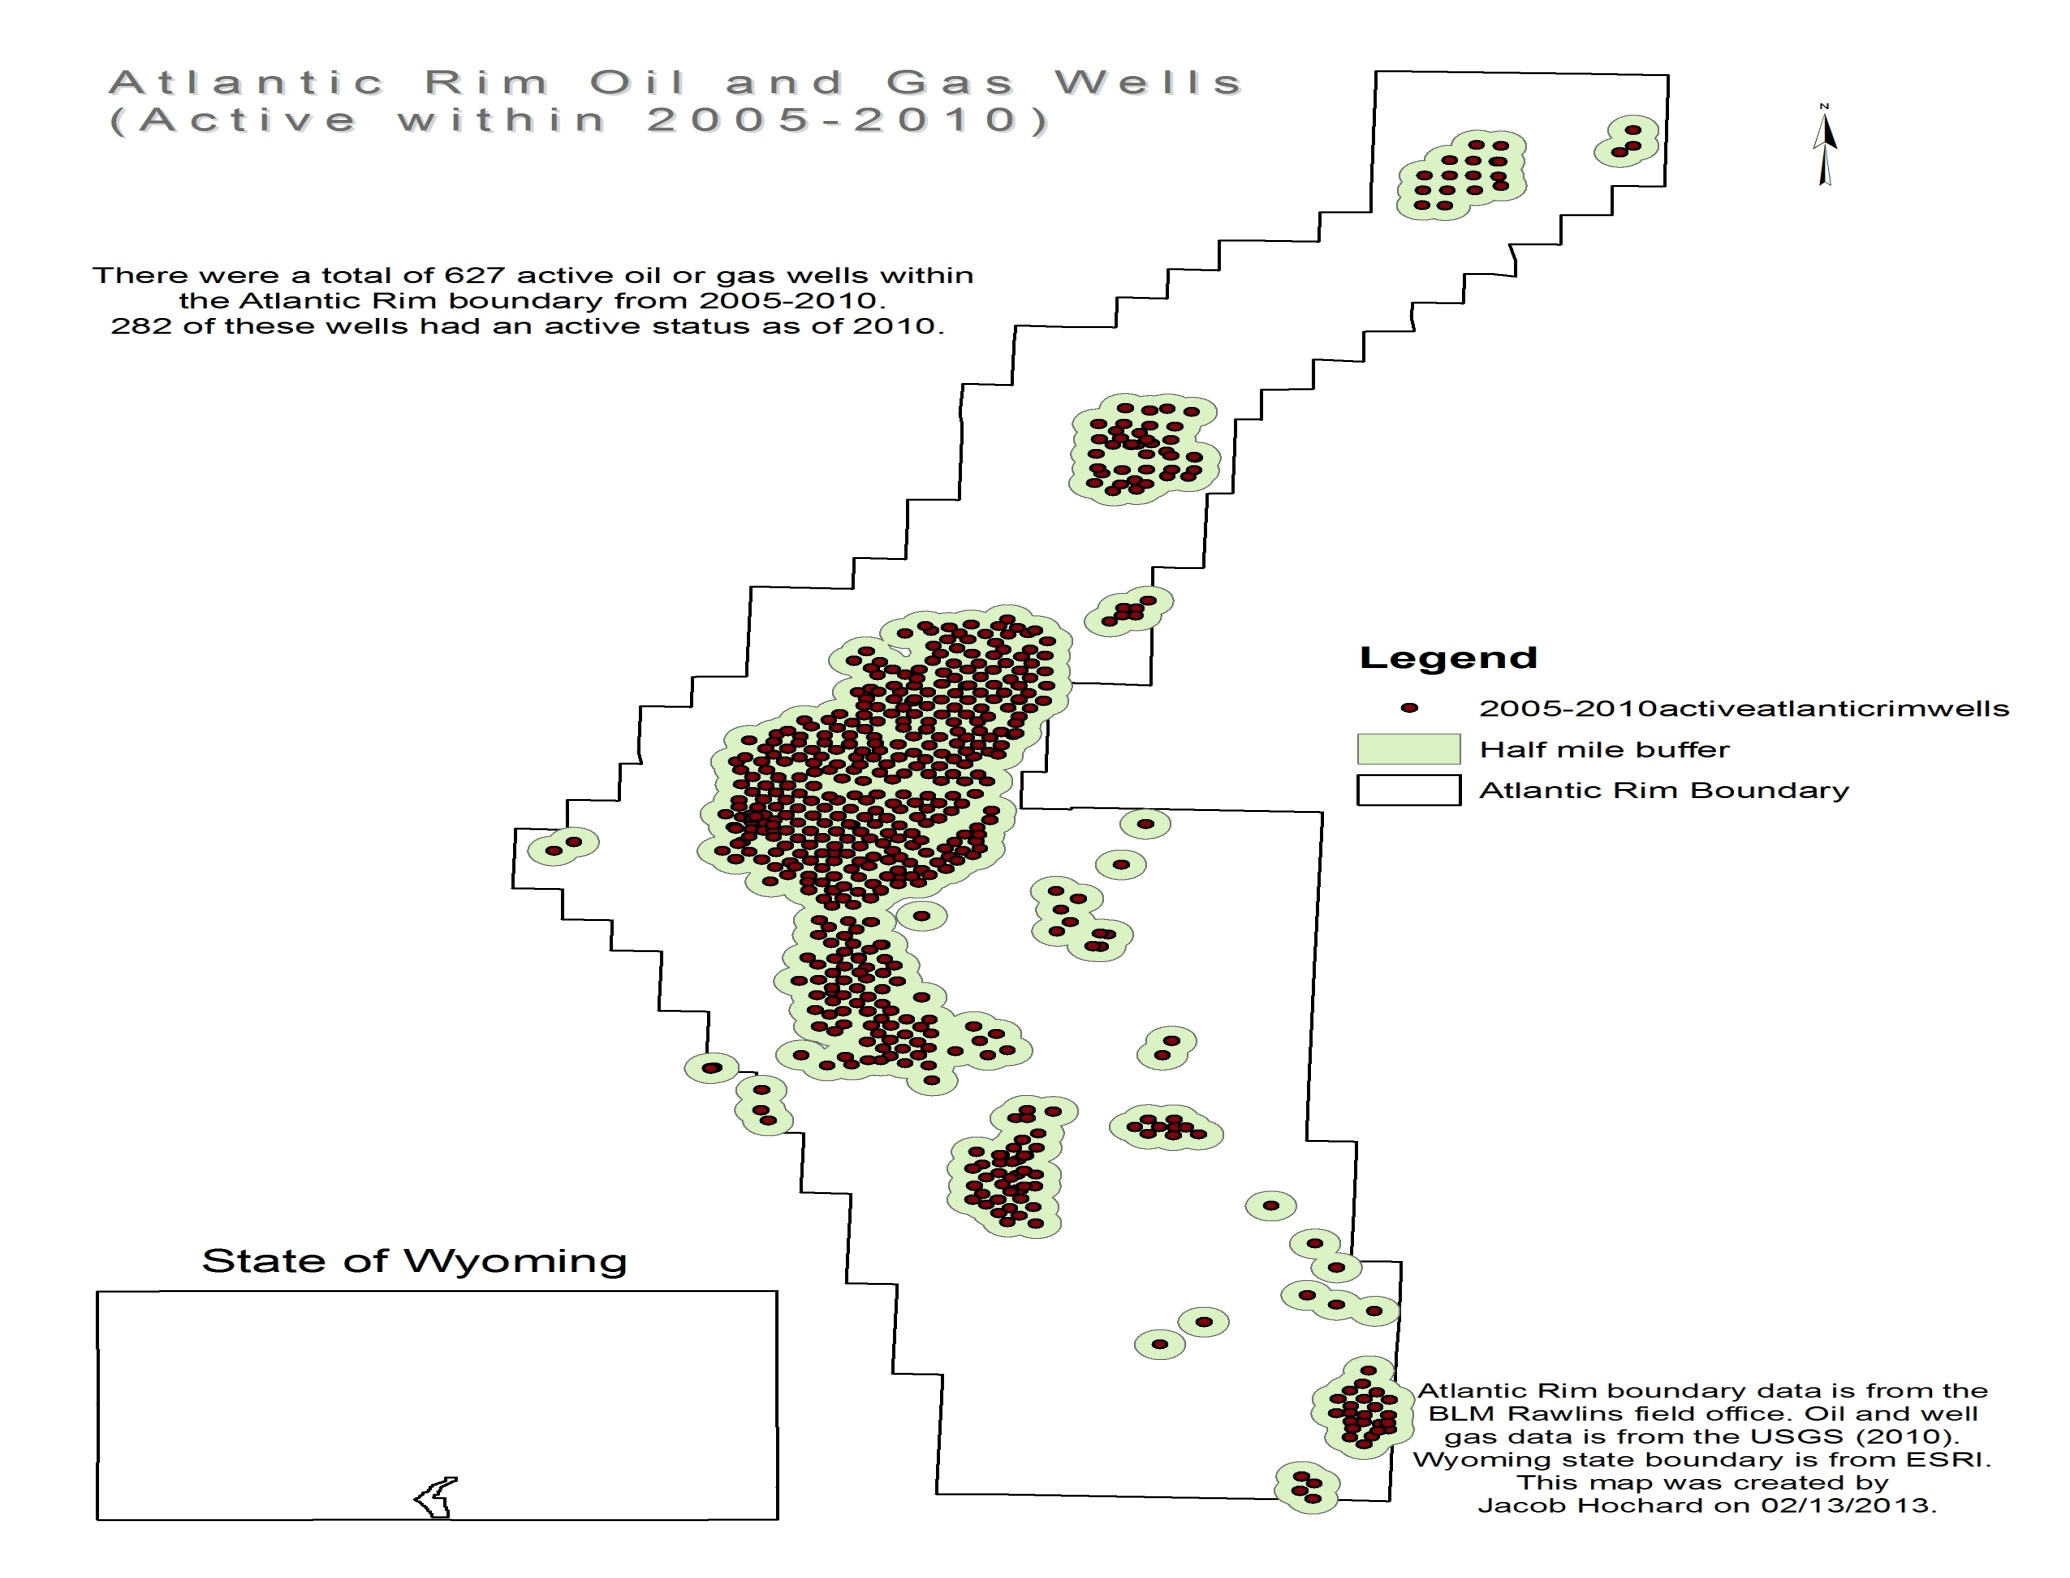 Atlantic Rim Oil and Gas Wells
(Active within 2005-2010)
N
There were a total of 627 active oil or gas wells within
the Atlantic Rim boundary from 2005-2010.
282 of these wells had an active status as of 2010.
Legend
2005-2010activeatlanticrimwells
Half mile buffer
Atlantic Rim Boundary
State of Wyoming
Atlantic Rim boundary data is from the
BLM Rawlins field office. Oil and well
gas data is from the USGS (2010).
Wyoming state boundary is from ESRI.
This map was created by
Jacob Hochard on 02/13/2013.